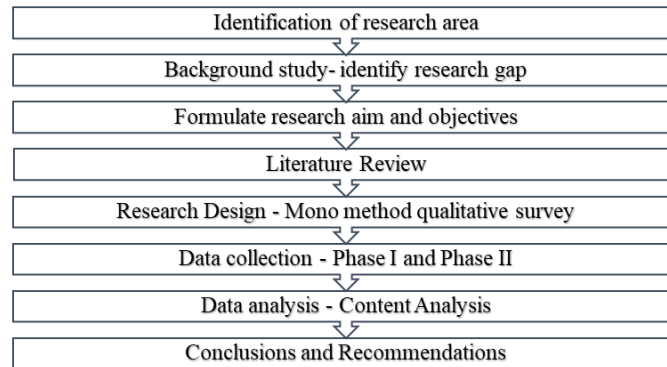 Identification of research area
Background study- identify research gap
Formulate research aim and objectives
Literature Review
Research Design - Mono method qualitative survey
Data collection - Phase I and Phase II
Data analysis - Content Analysis
Conclusions and Recommendations